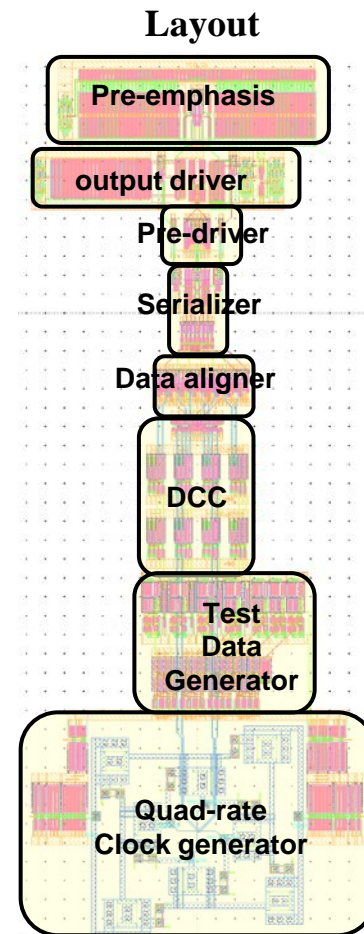 Layout
Pre-emphasis
output driver
Pre-driver
Serializer
Data aligner
DCC
Test
Data
Generator
Quad-rate
Clock generator